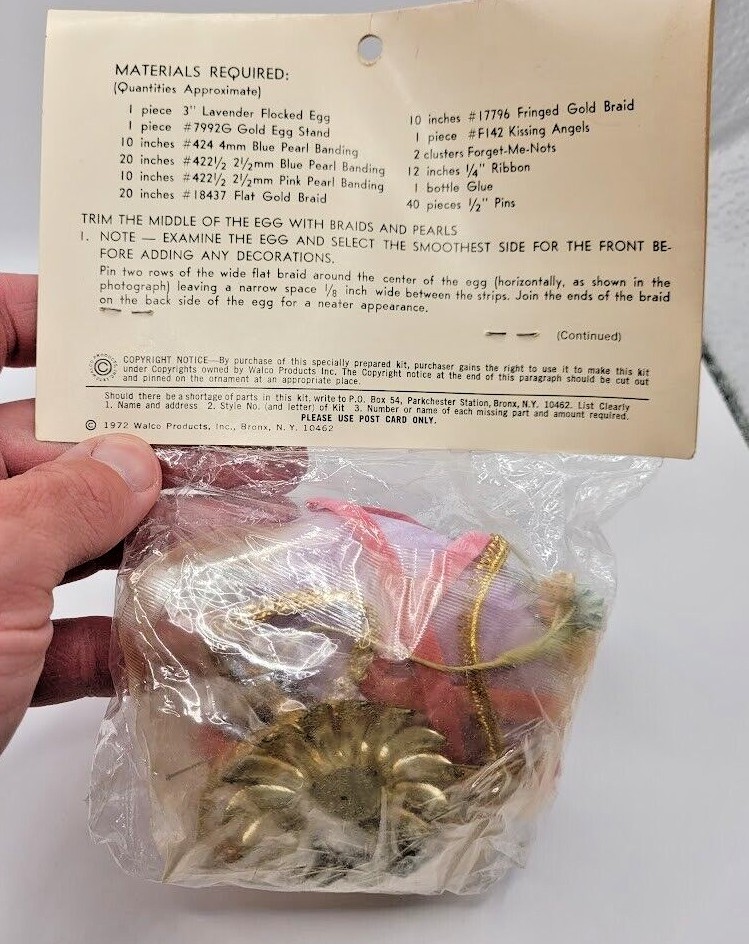 MATERIALS REQUIRED:
(Quantities Approximate)
1 piece 3" Lavender Flocked Egg
1 piece #7992G Gold Egg Stand
10 inches #424 4mm Blue Pearl Banding
20 inches #422½ 2½mm Blue Pearl Banding
10 inches #422½ 2½mm Pink Pearl Banding
20 inches #18437 Flat Gold Braid
10 inches #17796 Fringed Gold Braid
1 piece #F142 Kissing Angels
2 clusters Forget-Me-Nots
12 inches ¼" Ribbon
1 bottle Glue
40 pieces ½" Pins
TRIM THE MIDDLE OF THE EGG WITH BRAIDS AND PEARLS
1. NOTE — EXAMINE THE EGG AND SELECT THE SMOOTHEST SIDE FOR THE FRONT BE-
FORE ADDING ANY DECORATIONS.
Pin two rows of the wide flat braid around the center of the egg (horizontally, as shown in the
photograph) leaving a narrow space ⅛ inch wide between the strips. Join the ends of the braid
on the back side of the egg for a neater appearance.
(Continued)
© COPYRIGHT NOTICE—By purchase of this specially prepared kit, purchaser gains the right to use it to make this kit
under Copyrights owned by Walco Products Inc. The Copyright notice at the end of this paragraph should be cut out
and pinned on the ornament at an appropriate place.
Should there be a shortage of parts in this kit, write to P.O. Box 54, Parkchester Station, Bronx, N.Y. 10462. List Clearly
1. Name and address 2. Style No. (and letter) of Kit 3. Number or name of each missing part and amount required.
PLEASE USE POST CARD ONLY.
© 1972 Walco Products, Inc., Bronx, N.Y. 10462